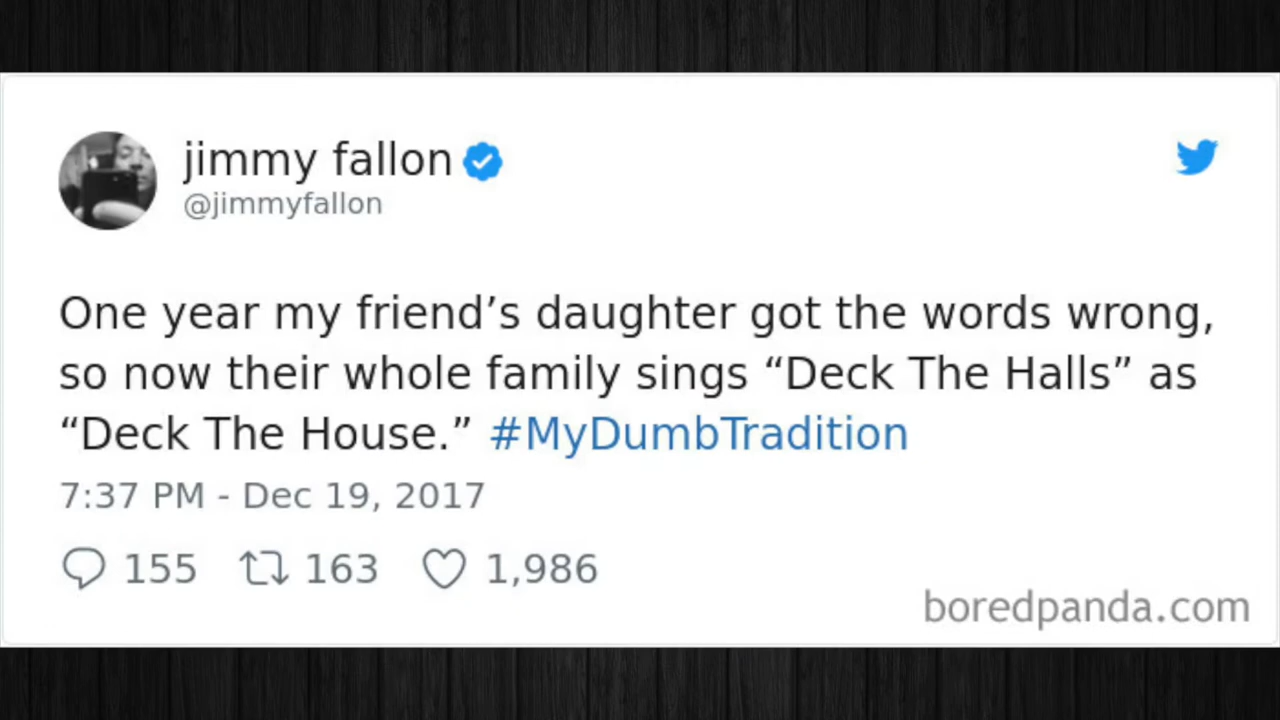 jimmy fallon
@jimmyfallon
One year my friend’s daughter got the words wrong,
so now their whole family sings “Deck The Halls” as
“Deck The House.” #MyDumbTradition
7:37 PM - Dec 19, 2017
155 163 1,986
boredpanda.com